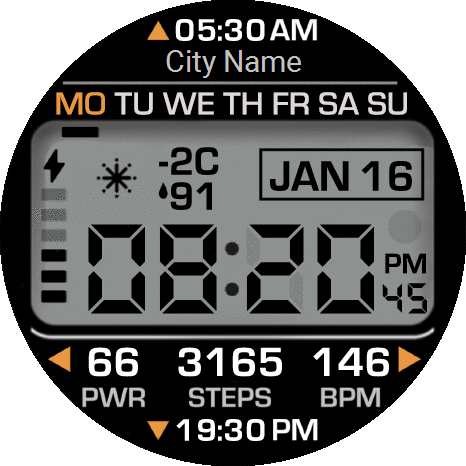 05:30 AM
City Name
MO TU WE TH FR SA SU
-2C
91
JAN 16
08:20
PM
45
66 3165 146
PWR STEPS BPM
19:30 PM